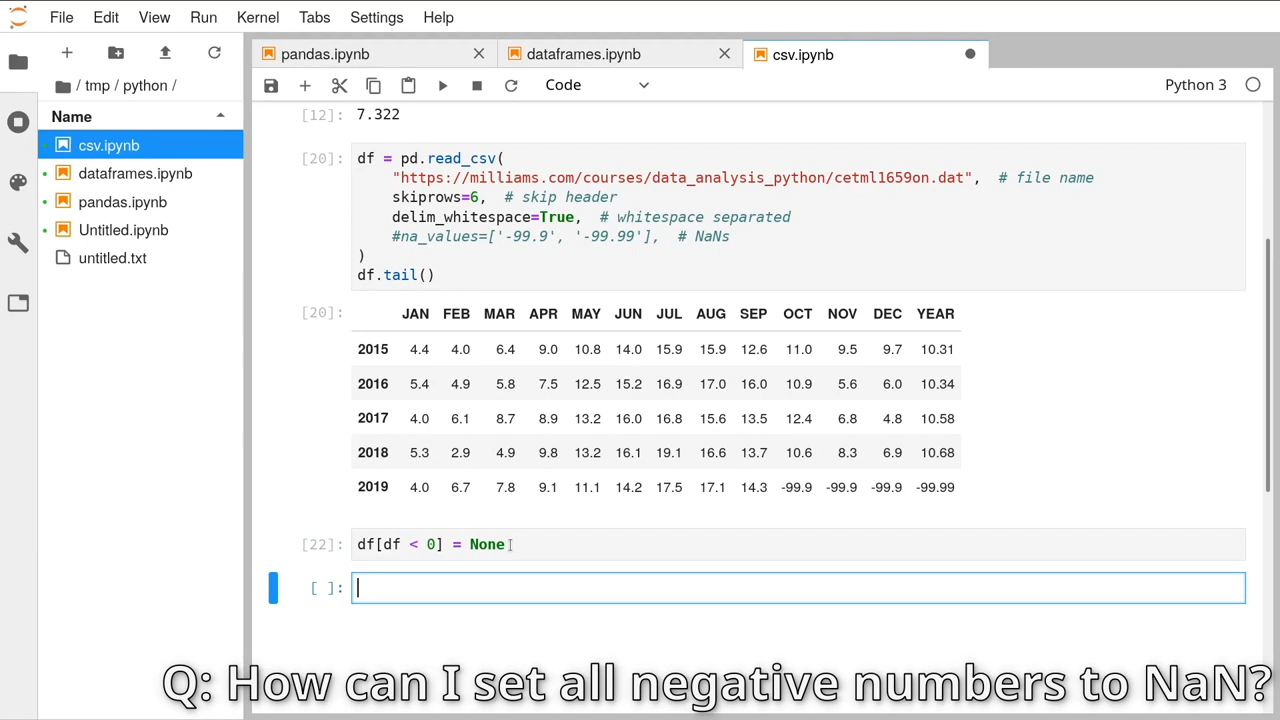 File Edit View Run Kernel Tabs Settings Help
pandas.ipynb dataframes.ipynb csv.ipynb
/ tmp / python /
Code Python 3
Name
csv.ipynb
dataframes.ipynb
pandas.ipynb
Untitled.ipynb
untitled.txt
[12]: 7.322
[20]: df = pd.read_csv(
"https://milliams.com/courses/data_analysis_python/cetml1659on.dat", # file name
skiprows=6, # skip header
delim_whitespace=True, # whitespace separated
#na_values=['-99.9', '-99.99'], # NaNs
)
df.tail()
[20]: JAN FEB MAR APR MAY JUN JUL AUG SEP OCT NOV DEC YEAR
2015 4.4 4.0 6.4 9.0 10.8 14.0 15.9 15.9 12.6 11.0 9.5 9.7 10.31
2016 5.4 4.9 5.8 7.5 12.5 15.2 16.9 17.0 16.0 10.9 5.6 6.0 10.34
2017 4.0 6.1 8.7 8.9 13.2 16.0 16.8 15.6 13.5 12.4 6.8 4.8 10.58
2018 5.3 2.9 4.9 9.8 13.2 16.1 19.1 16.6 13.7 10.6 8.3 6.9 10.68
2019 4.0 6.7 7.8 9.1 11.1 14.2 17.5 17.1 14.3 -99.9 -99.9 -99.9 -99.99
[22]: df[df < 0] = None
[ ]:
Q: How can I set all negative numbers to NaN?